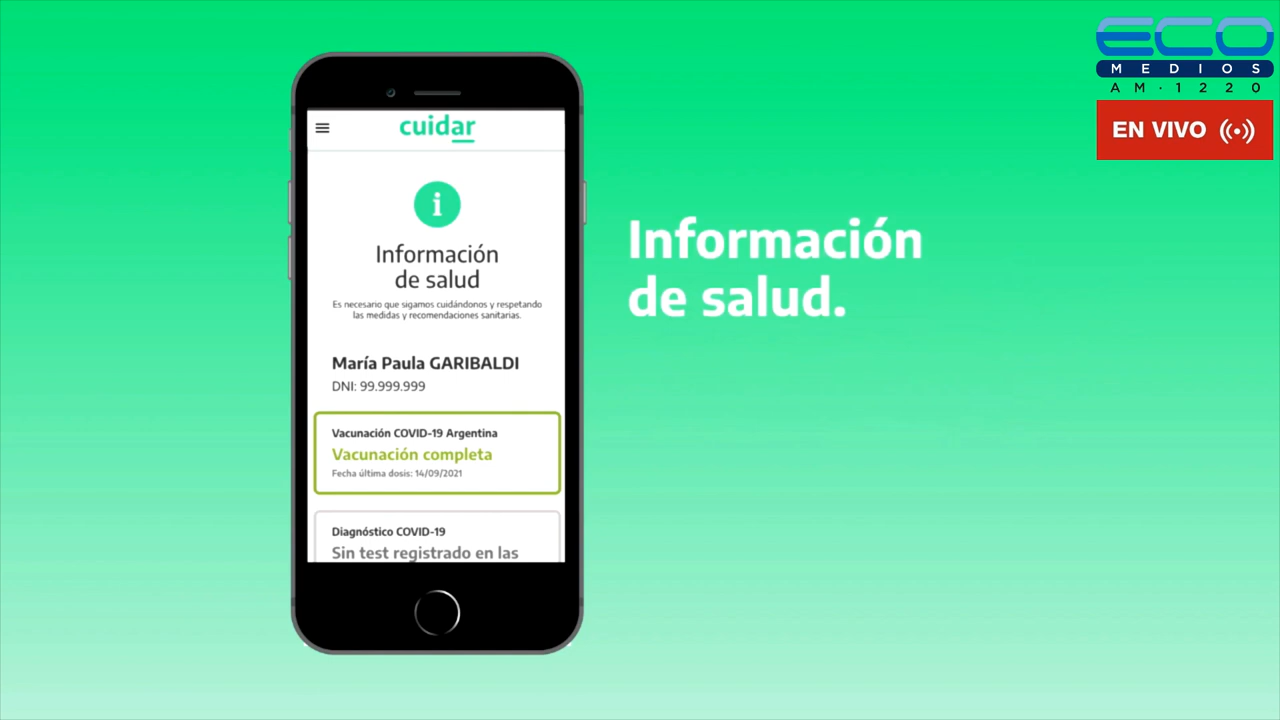 ECO
MEDIOS
AM·1220
EN VIVO
cuidar
i
Información
de salud
Es necesario que sigamos cuidándonos y respetando
las medidas y recomendaciones sanitarias.
María Paula GARIBALDI
DNI: 99.999.999
Vacunación COVID-19 Argentina
Vacunación completa
Fecha última dosis: 14/09/2021
Diagnóstico COVID-19
Sin test registrado en las
Información
de salud.